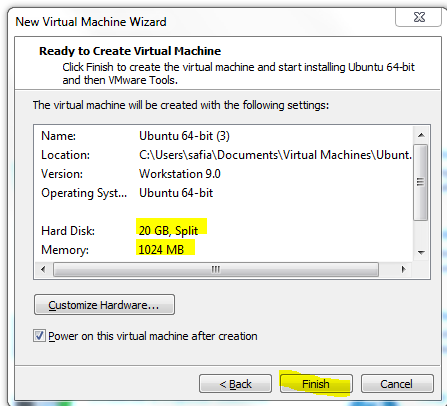 New Virtual Machine Wizard
Ready to Create Virtual Machine
Click Finish to create the virtual machine and start installing Ubuntu 64-bit
and then VMware Tools.
The virtual machine will be created with the following settings:
Name: Ubuntu 64-bit (3)
Location: C:\Users\safia\Documents\Virtual Machines\Ubunt...
Version: Workstation 9.0
Operating Syst... Ubuntu 64-bit
Hard Disk: 20 GB, Split
Memory: 1024 MB
Customize Hardware...
Power on this virtual machine after creation
< Back Finish Cancel